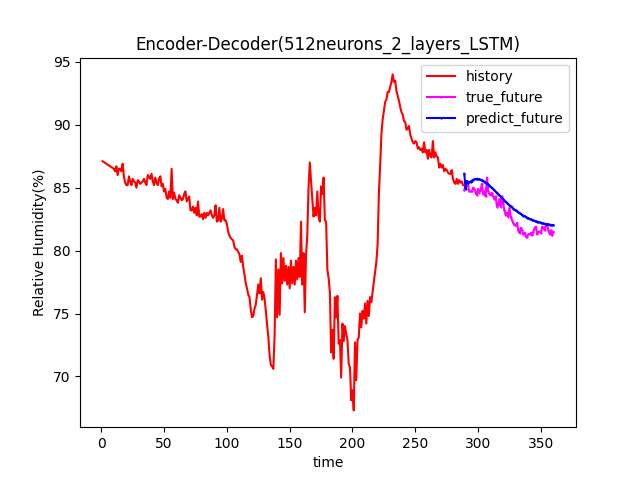 Encoder-Decoder(512neurons_2_layers_LSTM)
history
true_future
predict_future
Relative Humidity(%)
95
90
85
80
75
70
0 50 100 150 200 250 300 350
time